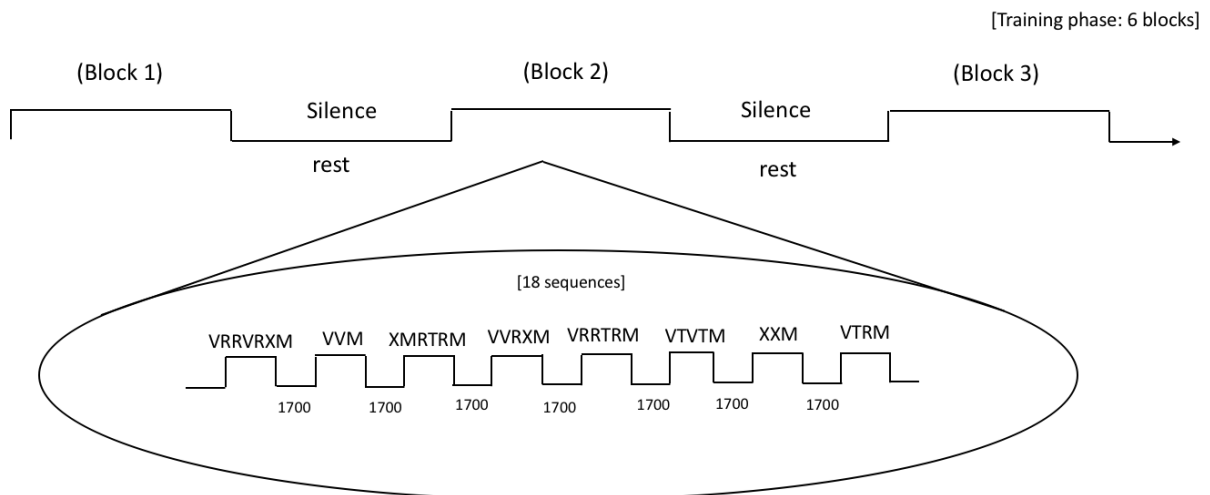 [Training phase: 6 blocks]
(Block 1) (Block 2) (Block 3)
Silence Silence
rest rest
[18 sequences]
VRRVRXM VVM XMRTRM VVRXM VRRTRM VTVTM XXM VTRM
1700 1700 1700 1700 1700 1700 1700